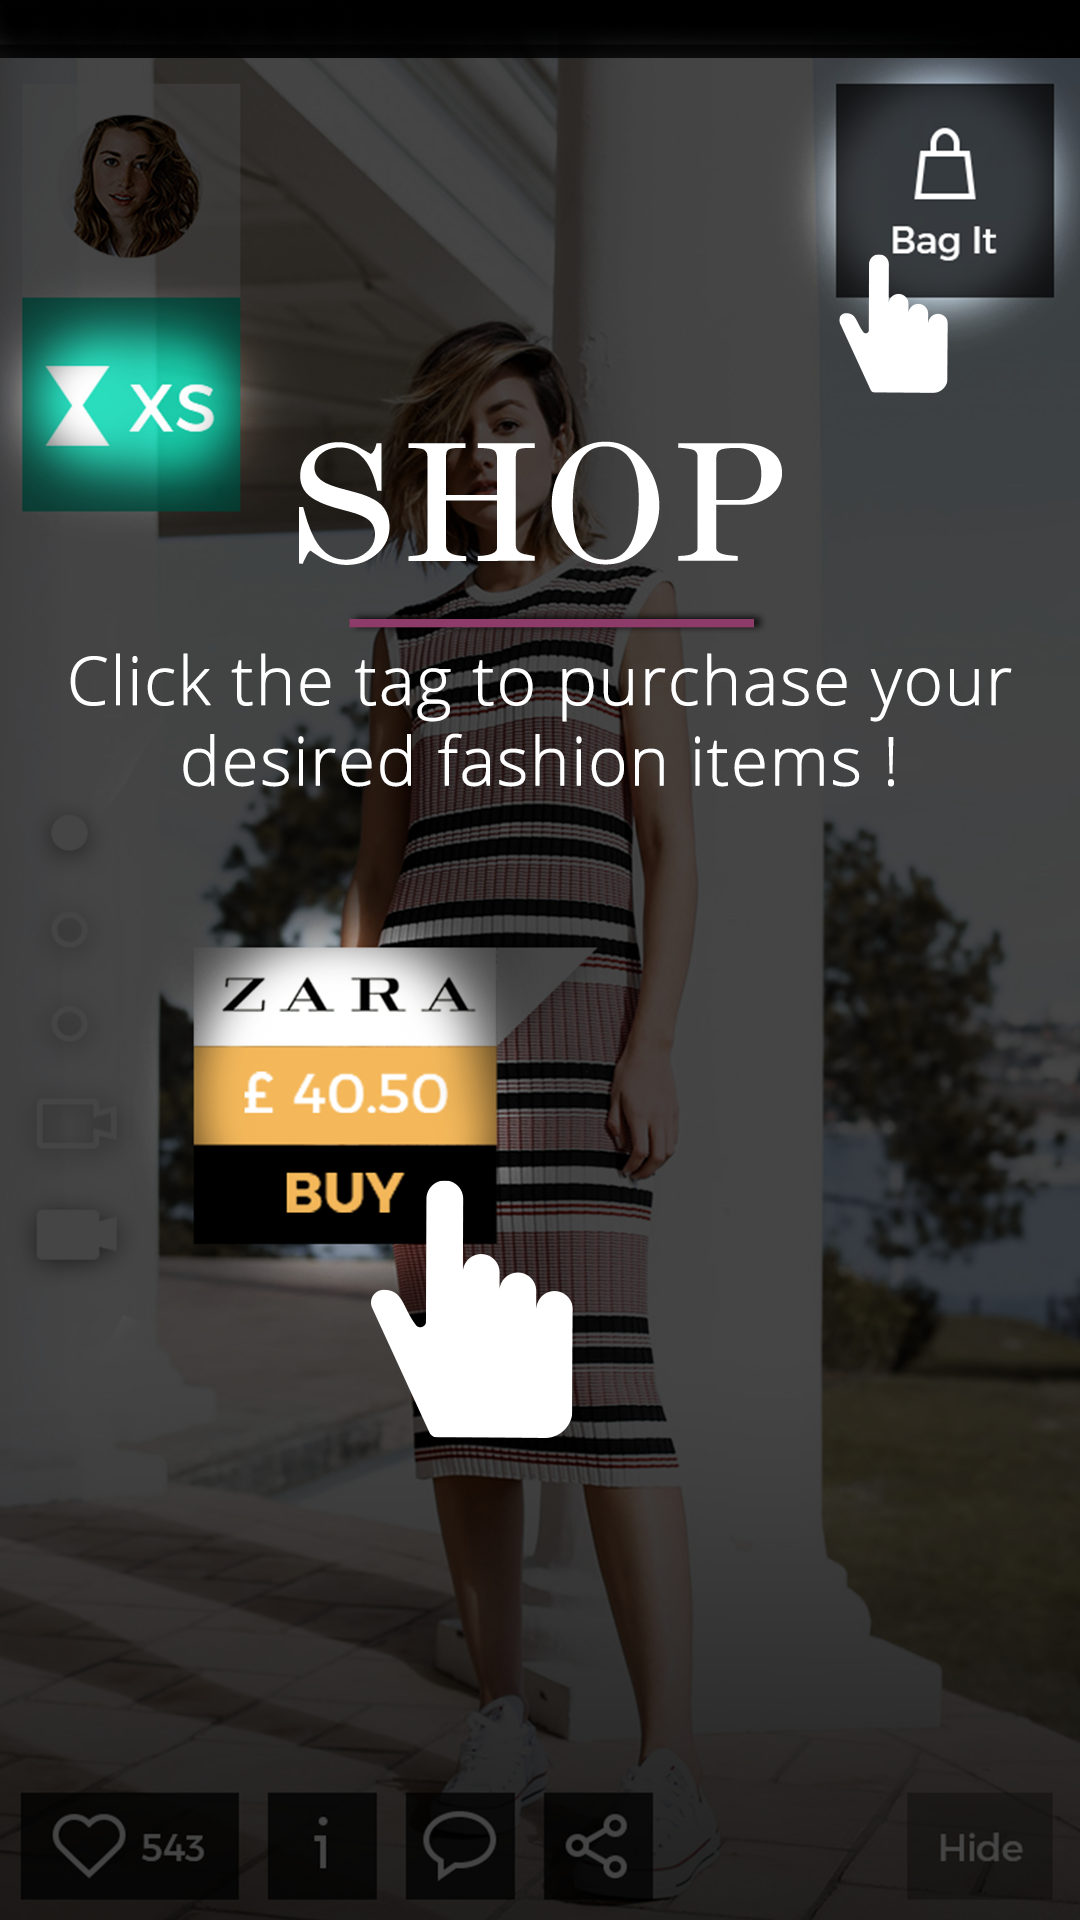 Bag It
XS
SHOP
Click the tag to purchase your
desired fashion items !
ZARA
£ 40.50
BUY
543
i
Hide